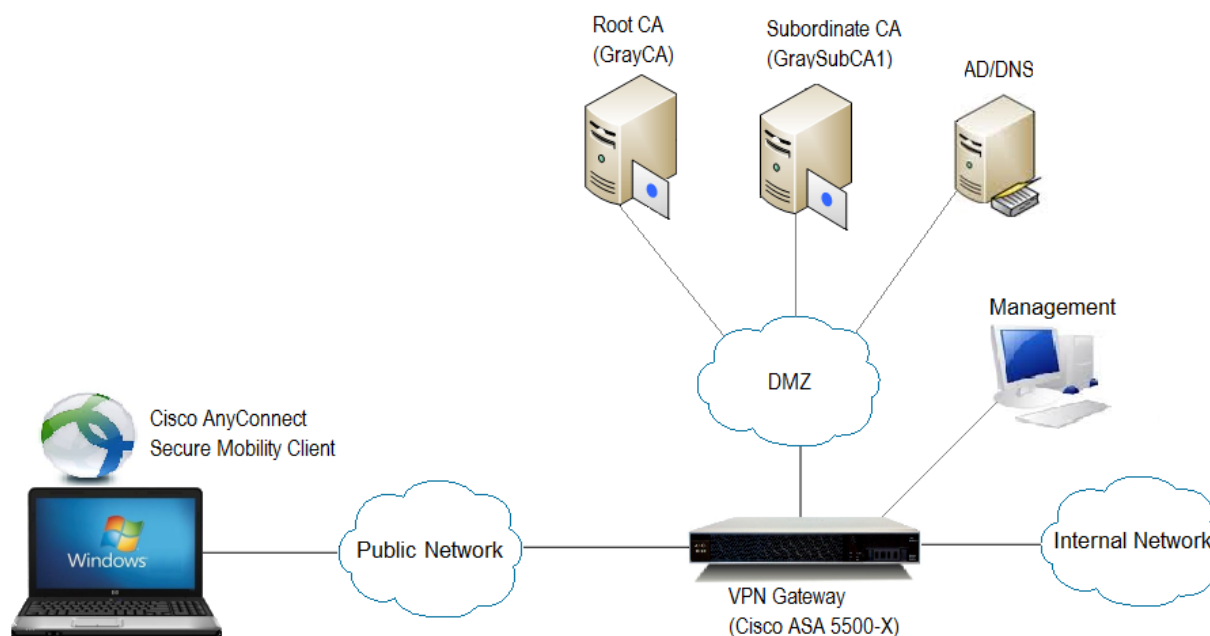 Root CA
(GrayCA)
Subordinate CA
(GraySubCA1)
AD/DNS
Management
DMZ
Cisco AnyConnect
Secure Mobility Client
Windows
Public Network
Internal Network
VPN Gateway
(Cisco ASA 5500-X)